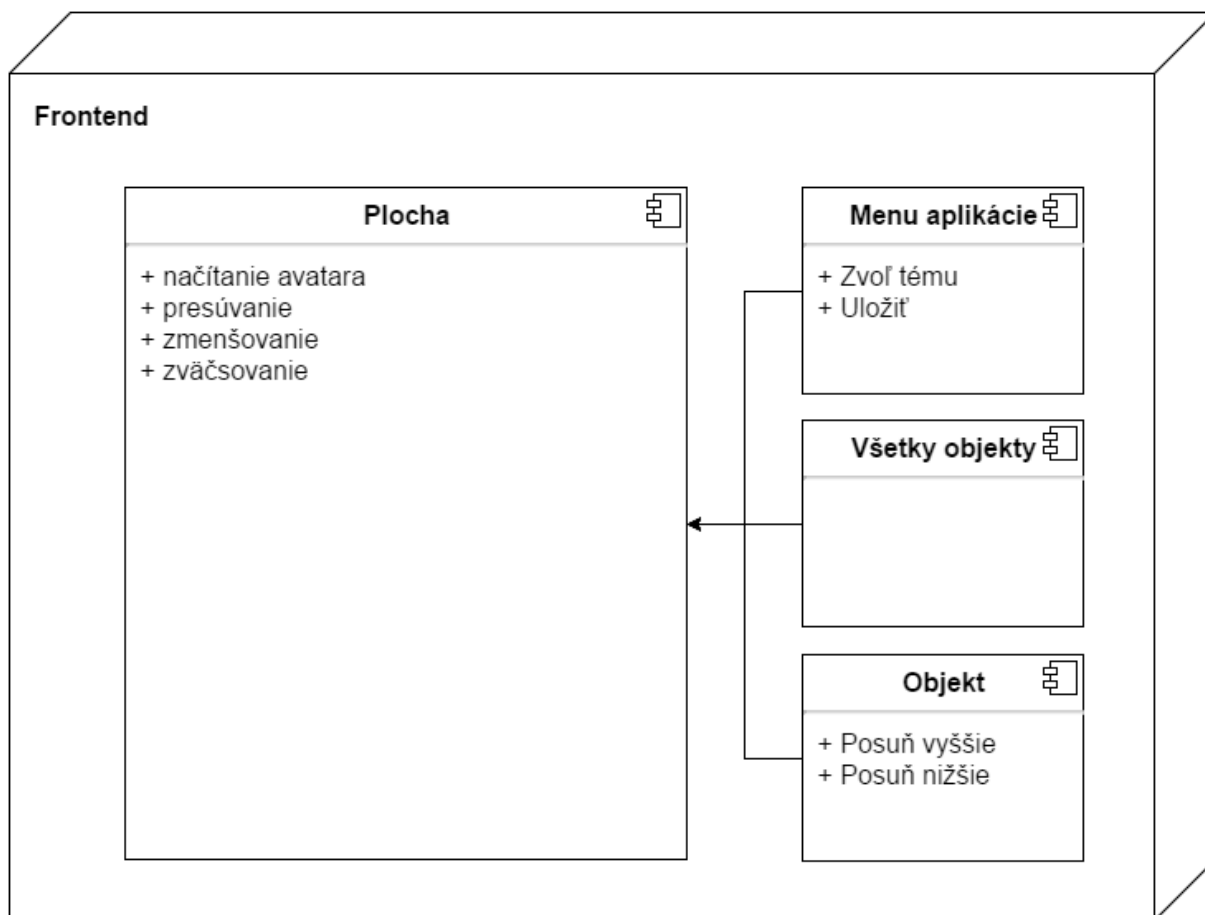 Frontend
Plocha
+ načítanie avatara
+ presúvanie
+ zmenšovanie
+ zväčsovanie
Menu aplikácie
+ Zvoľ tému
+ Uložiť
Všetky objekty
Objekt
+ Posuň vyššie
+ Posuň nižšie